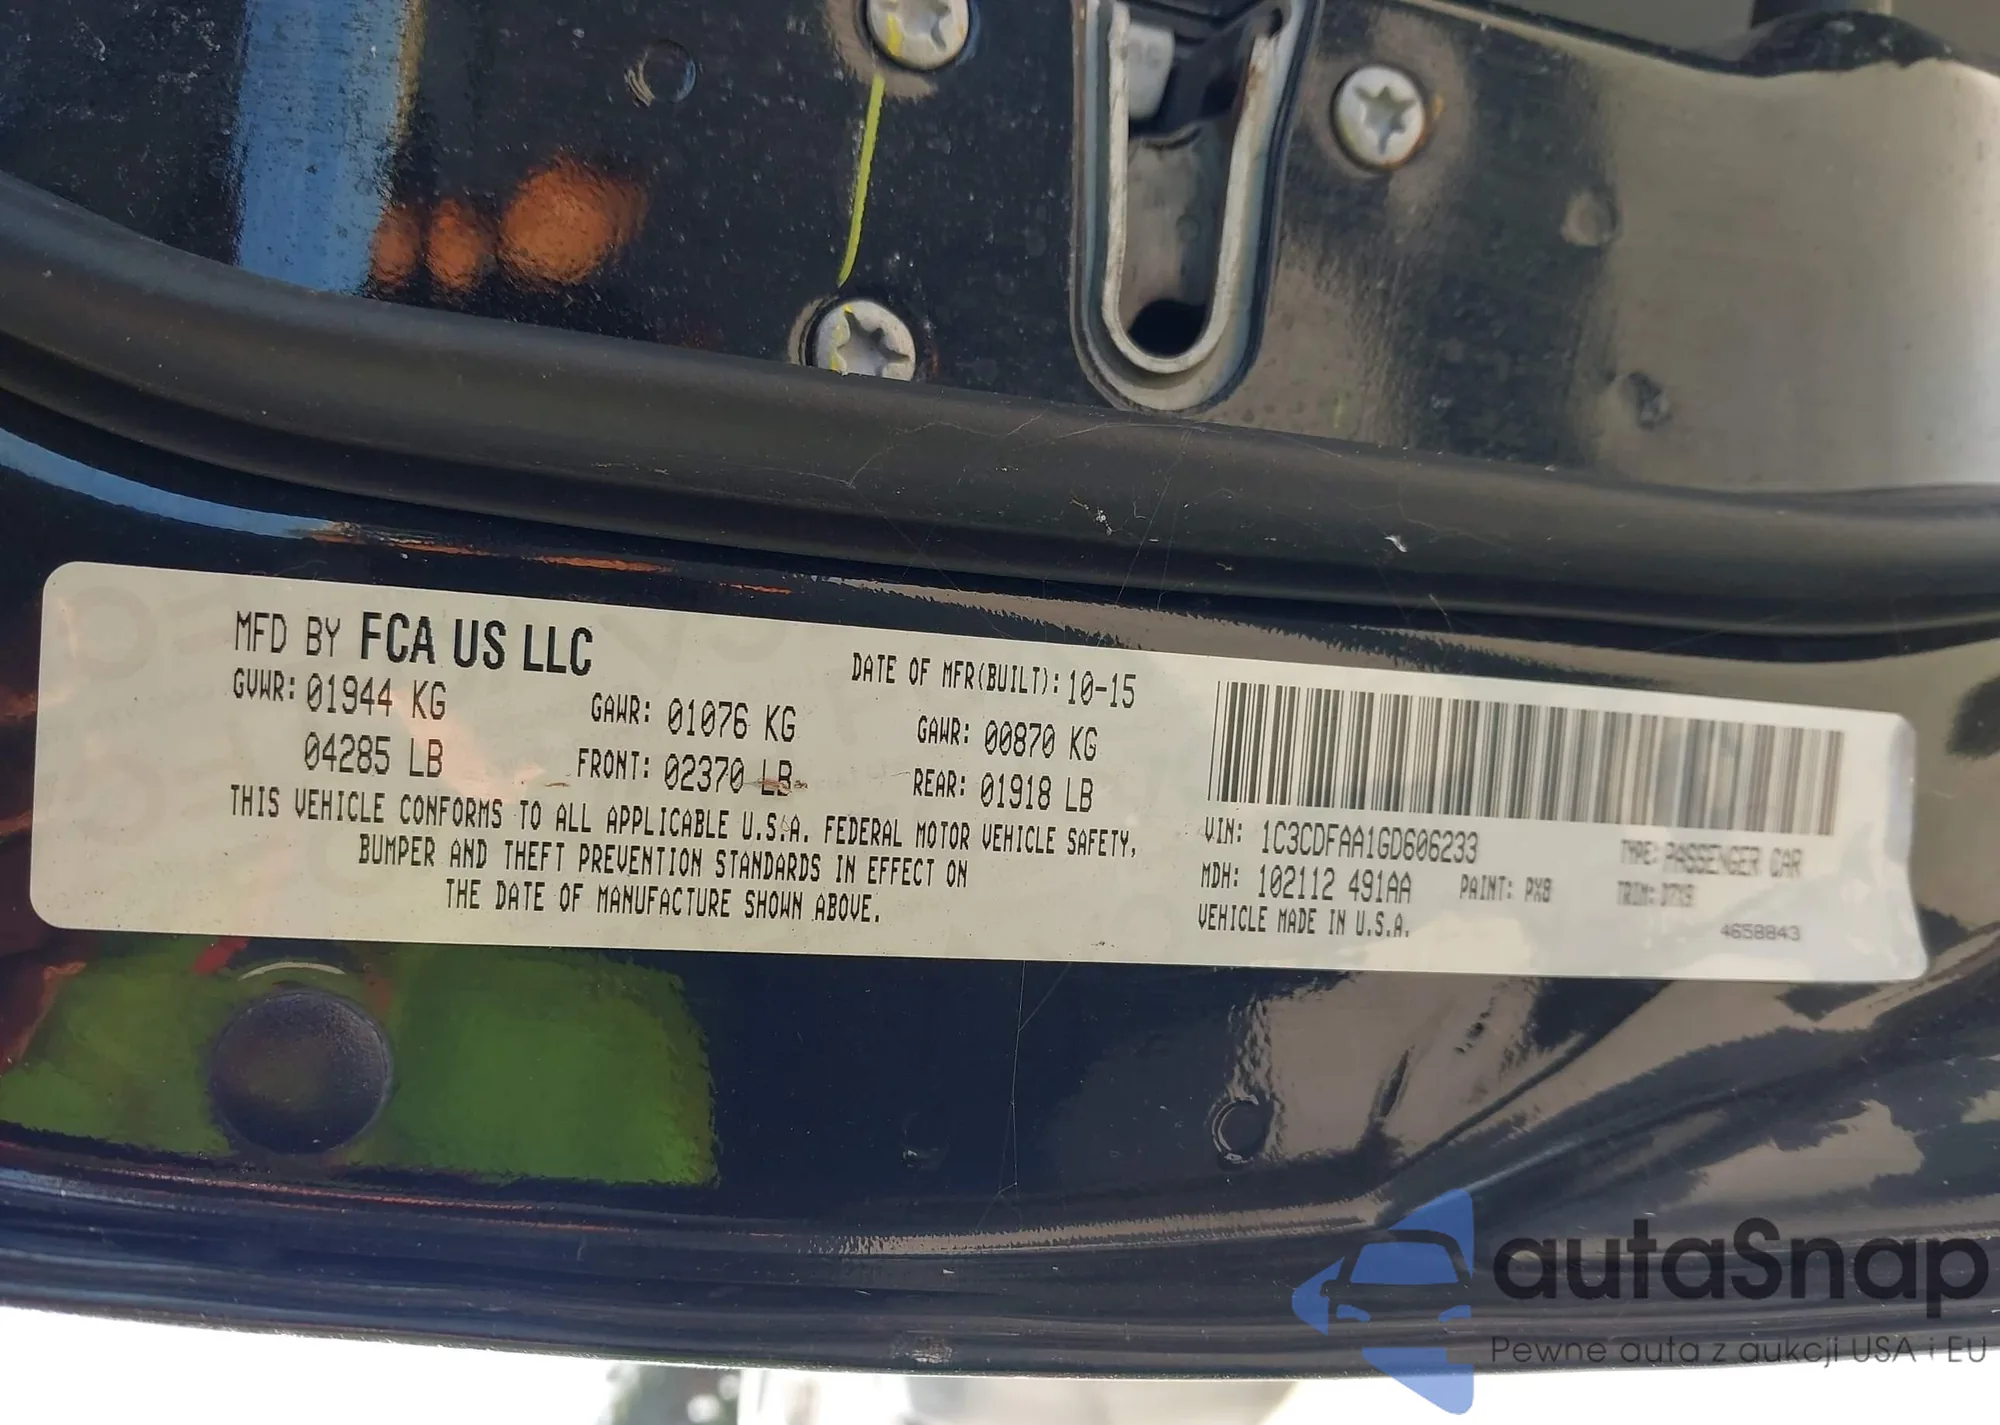 MFD BY FCA US LLC
DATE OF MFR(BUILT): 10-15
GVWR: 01944 KG GAWR: 01076 KG GAWR: 00870 KG
04285 LB FRONT: 02370 LB REAR: 01918 LB
THIS VEHICLE CONFORMS TO ALL APPLICABLE U.S.A. FEDERAL MOTOR VEHICLE SAFETY,
BUMPER AND THEFT PREVENTION STANDARDS IN EFFECT ON
THE DATE OF MANUFACTURE SHOWN ABOVE.
VIN: 1C3CDFAA1GD606233 TYPE: PASSENGER CAR
MDH: 102112 491AA PAINT: PX8 TRIM: D7X9
VEHICLE MADE IN U.S.A. 4658843
autaSnap
Pewne auta z aukcji USA i EU